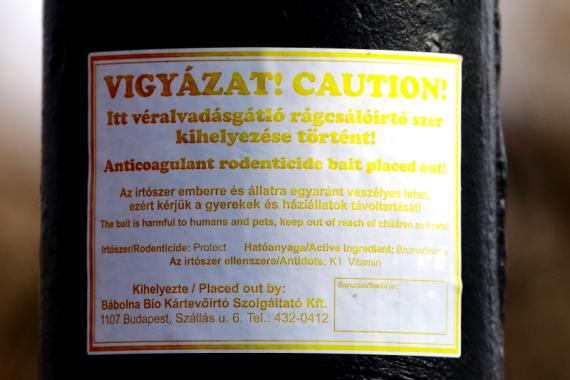 VIGYÁZAT! CAUTION!
Itt véralvadásgátló rágcsálóirtó szer
kihelyezése történt!
Anticoagulant rodenticide bait placed out!
Az irtószer emberre és állatra egyaránt veszélyes lehet,
ezért kérjük a gyerekek és háziállatok távoltartását!
The bait is harmful to humans and pets, keep out of reach of children and pets!
Irtószer/Rodenticide: Protect Hatóanyaga/Active ingredient:
Az irtószer ellenszere/Antidote: K1 Vitamin
Kihelyezte / Placed out by:
Bábolna Bio Kártevőirtó Szolgáltató Kft.
1107 Budapest, Szállás u. 6. Tel.: 432-0412
Sorszám/Serial nr.: